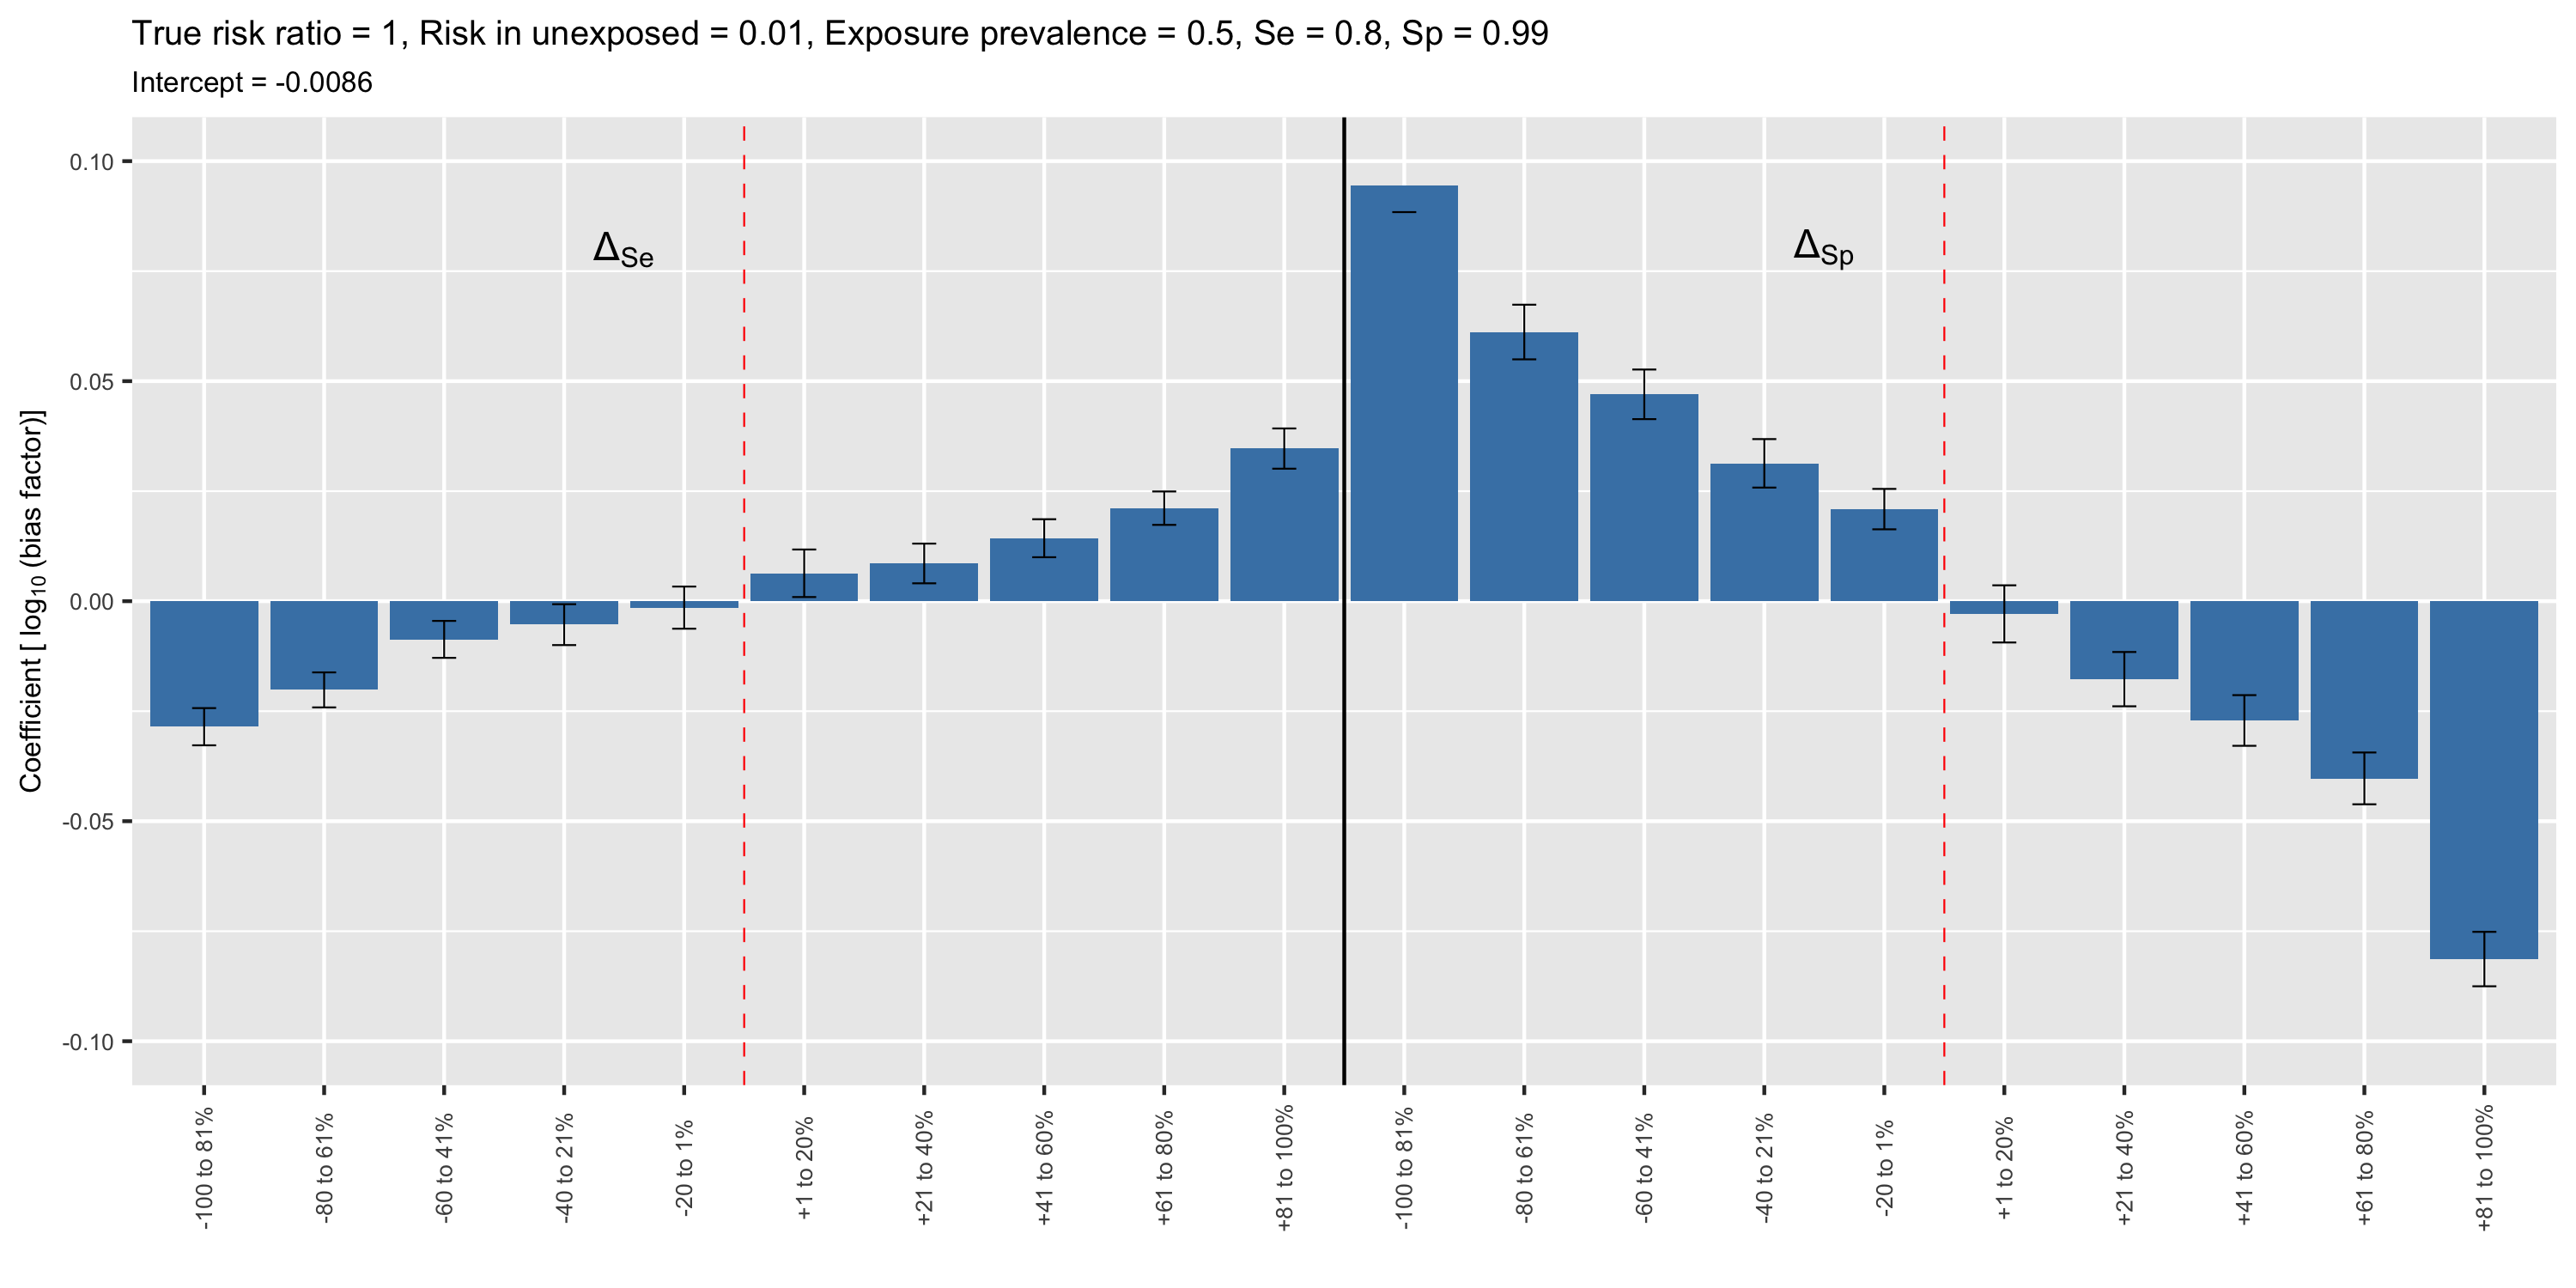 True risk ratio = 1, Risk in unexposed = 0.01, Exposure prevalence = 0.5, Se = 0.8, Sp = 0.99
Intercept = -0.0086
Coefficient [ log10 (bias factor)]
0.10
0.05
0.00
-0.05
-0.10
ΔSe
ΔSp
-100 to 81%
-80 to 61%
-60 to 41%
-40 to 21%
-20 to 1%
+1 to 20%
+21 to 40%
+41 to 60%
+61 to 80%
+81 to 100%
-100 to 81%
-80 to 61%
-60 to 41%
-40 to 21%
-20 to 1%
+1 to 20%
+21 to 40%
+41 to 60%
+61 to 80%
+81 to 100%